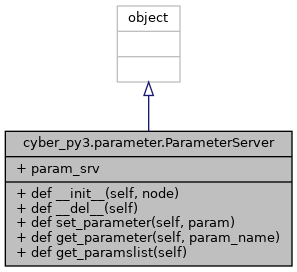 object
cyber_py3.parameter.ParameterServer
+ param_srv
+ def __init__(self, node)
+ def __del__(self)
+ def set_parameter(self, param)
+ def get_parameter(self, param_name)
+ def get_paramslist(self)